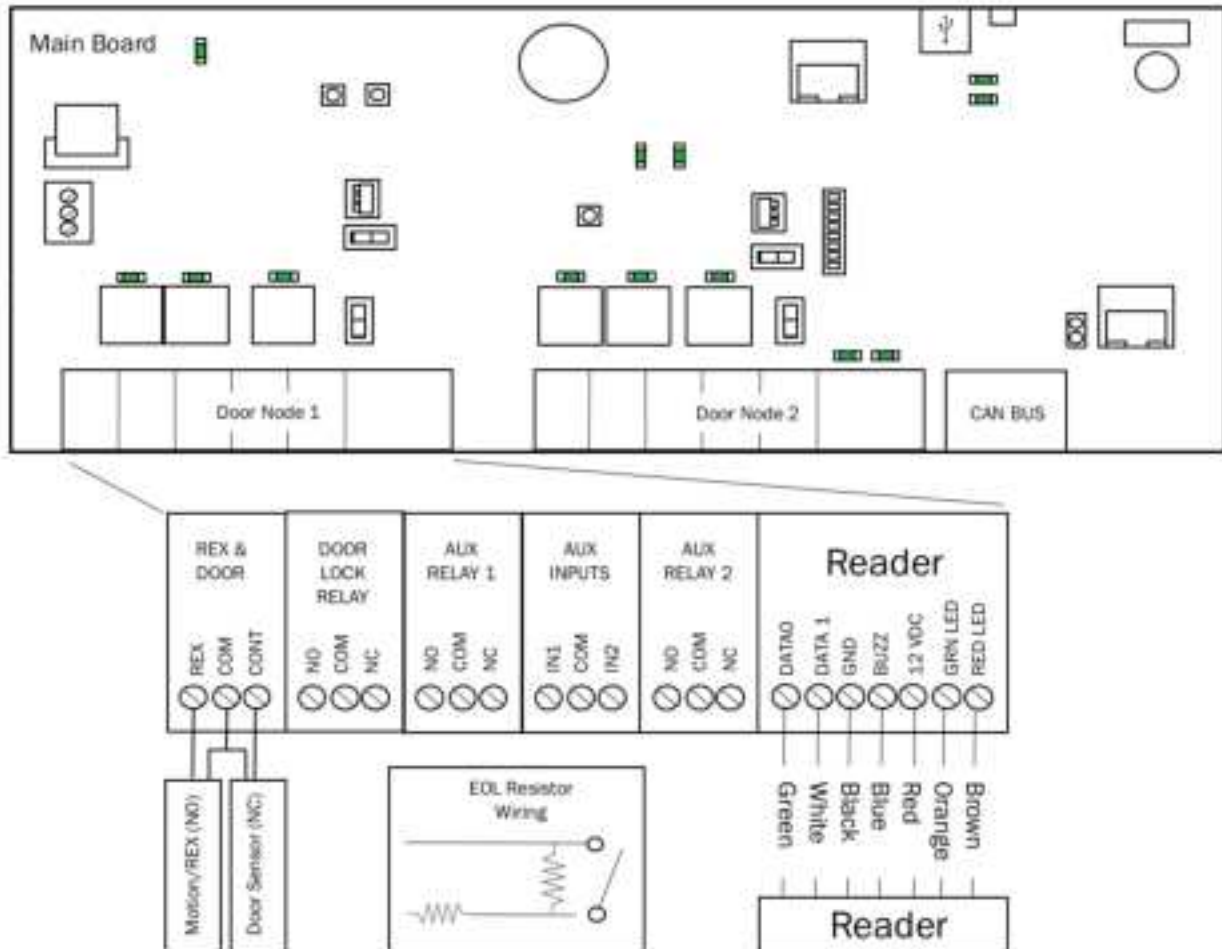 Main Board
Door Node 1
Door Node 2
CAN BUS
REX &
DOOR
DOOR
LOCK
RELAY
AUX
RELAY 1
AUX
INPUTS
AUX
RELAY 2
Reader
REX
COM
CONT
NO
COM
NC
NO
COM
NC
IN1
COM
IN2
NO
COM
NC
DATA0
DATA 1
GND
BUZZ
12 VDC
GRN LED
RED LED
Green
White
Black
Blue
Red
Orange
Brown
Motion/REX (NO)
Door Sensor (NC)
EOL Resistor
Wiring
Reader